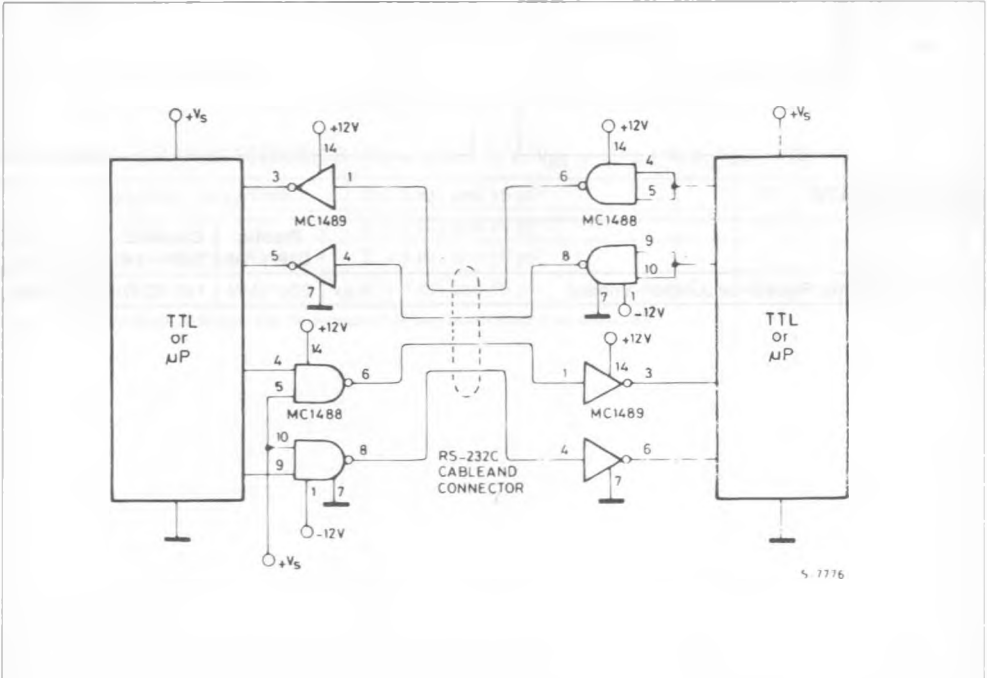 +Vs
+12V
14
3
1
MC1489
5
4
7
TTL
or
µP
+12V
14
4
5
6
MC1488
10
9
8
1
7
-12V
+Vs
RS-232C
CABLEAND
CONNECTOR
+12V
14
6
4
5
MC1488
8
9
10
7
1
-12V
+12V
14
1
3
MC1489
4
6
7
+Vs
TTL
or
µP
S-7776